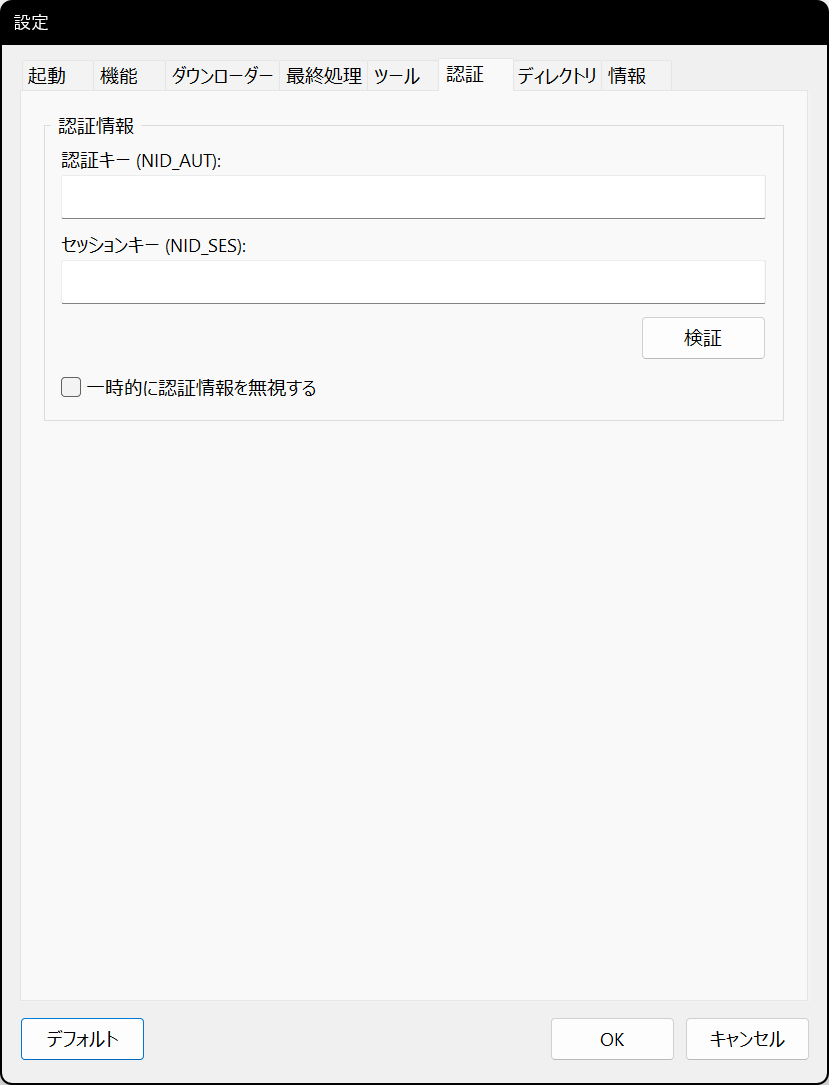 設定
起動 機能 ダウンローダー 最終処理 ツール 認証 ディレクトリ 情報
認証情報
認証キー (NID_AUT):
セッションキー (NID_SES):
検証
一時的に認証情報を無視する
デフォルト OK キャンセル